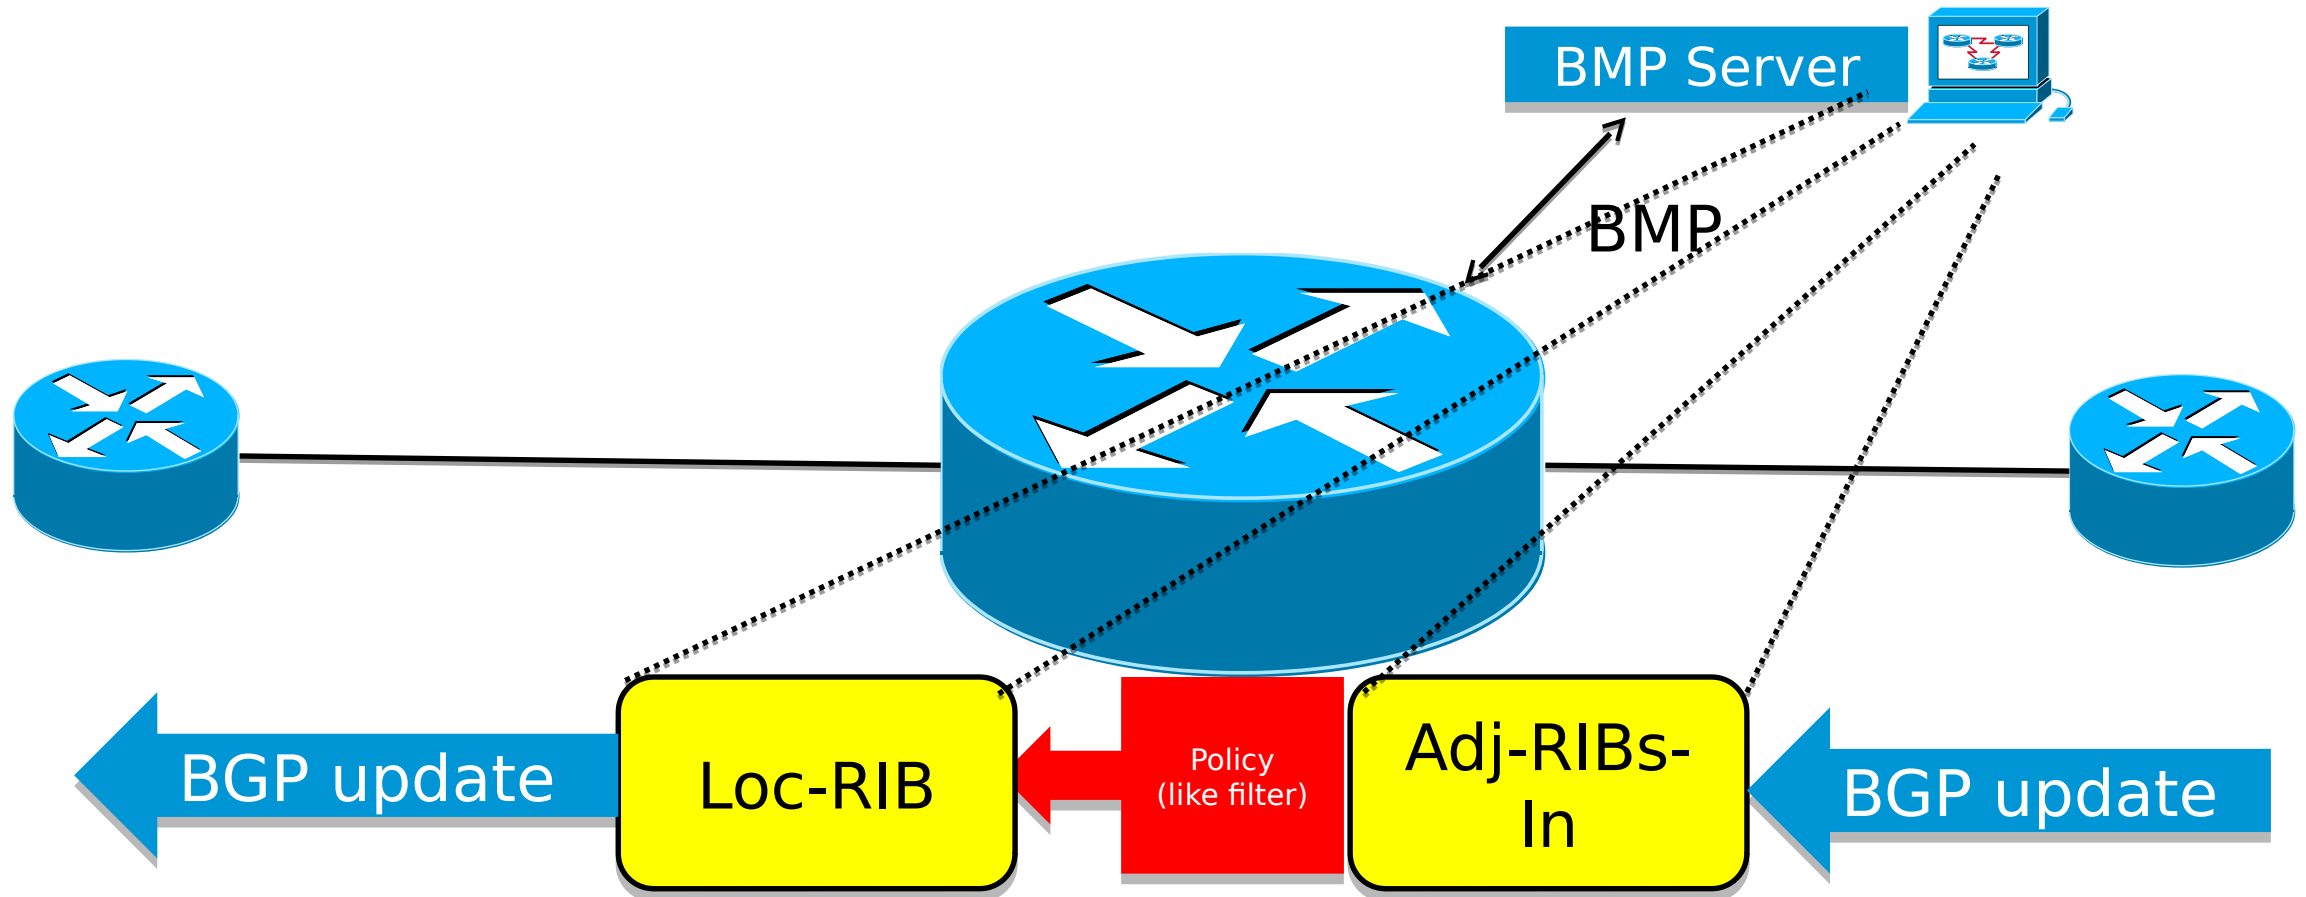 BMP Server
BMP
BGP update
Loc-RIB
Policy
(like filter)
Adj-RIBs-
In
BGP update